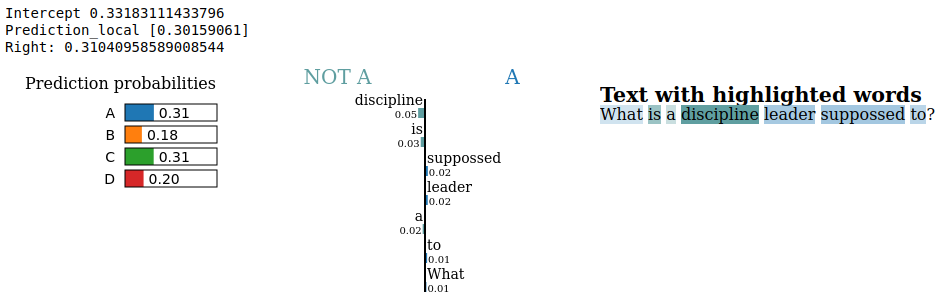 Intercept 0.33183111433796
Prediction_local [0.30159061]
Right: 0.31040958589008544
Prediction probabilities
A 0.31
B 0.18
C 0.31
D 0.20
NOT A A
discipline
0.05
is
0.03
suppossed
0.02
leader
0.02
a
0.02
to
0.01
What
0.01
Text with highlighted words
What is a discipline leader suppossed to?